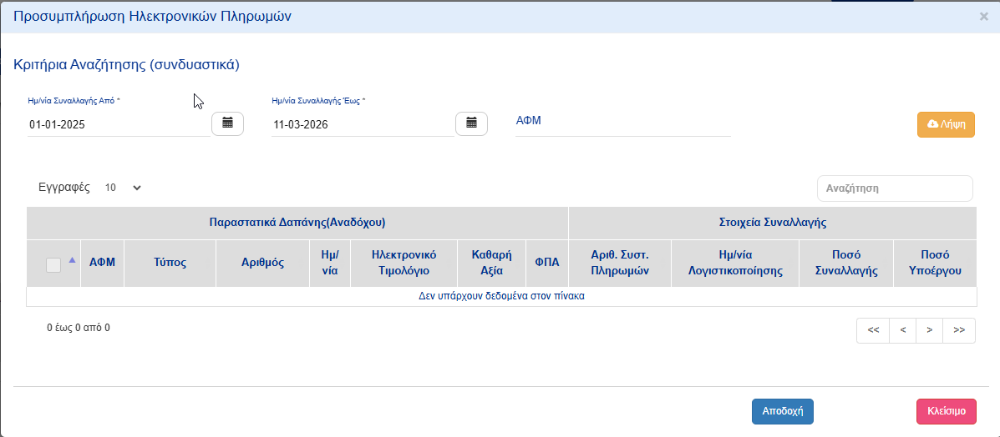 Προσυμπλήρωση Ηλεκτρονικών Πληρωμών ×
Κριτήρια Αναζήτησης (συνδυαστικά)
Ημ/νία Συναλλαγής Από * Ημ/νία Συναλλαγής Έως *
01-01-2025 11-03-2026 ΑΦΜ Λήψη
Εγγραφές 10 Αναζήτηση
Παραστατικά Δαπάνης(Αναδόχου) Στοιχεία Συναλλαγής
ΑΦΜ Τύπος Αριθμός Ημ/ Ηλεκτρονικό Καθαρή ΦΠΑ Αριθ. Συστ. Ημ/νία Ποσό Ποσό
νία Τιμολόγιο Αξία Πληρωμών Λογιστικοποίησης Συναλλαγής Υποέργου
Δεν υπάρχουν δεδομένα στον πίνακα
0 έως 0 από 0 << < > >>
Αποδοχή Κλείσιμο